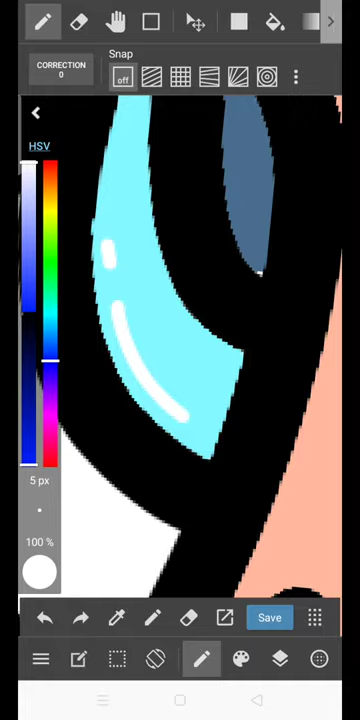 CORRECTION
0
Snap
off
HSV
5 px
100 %
Save